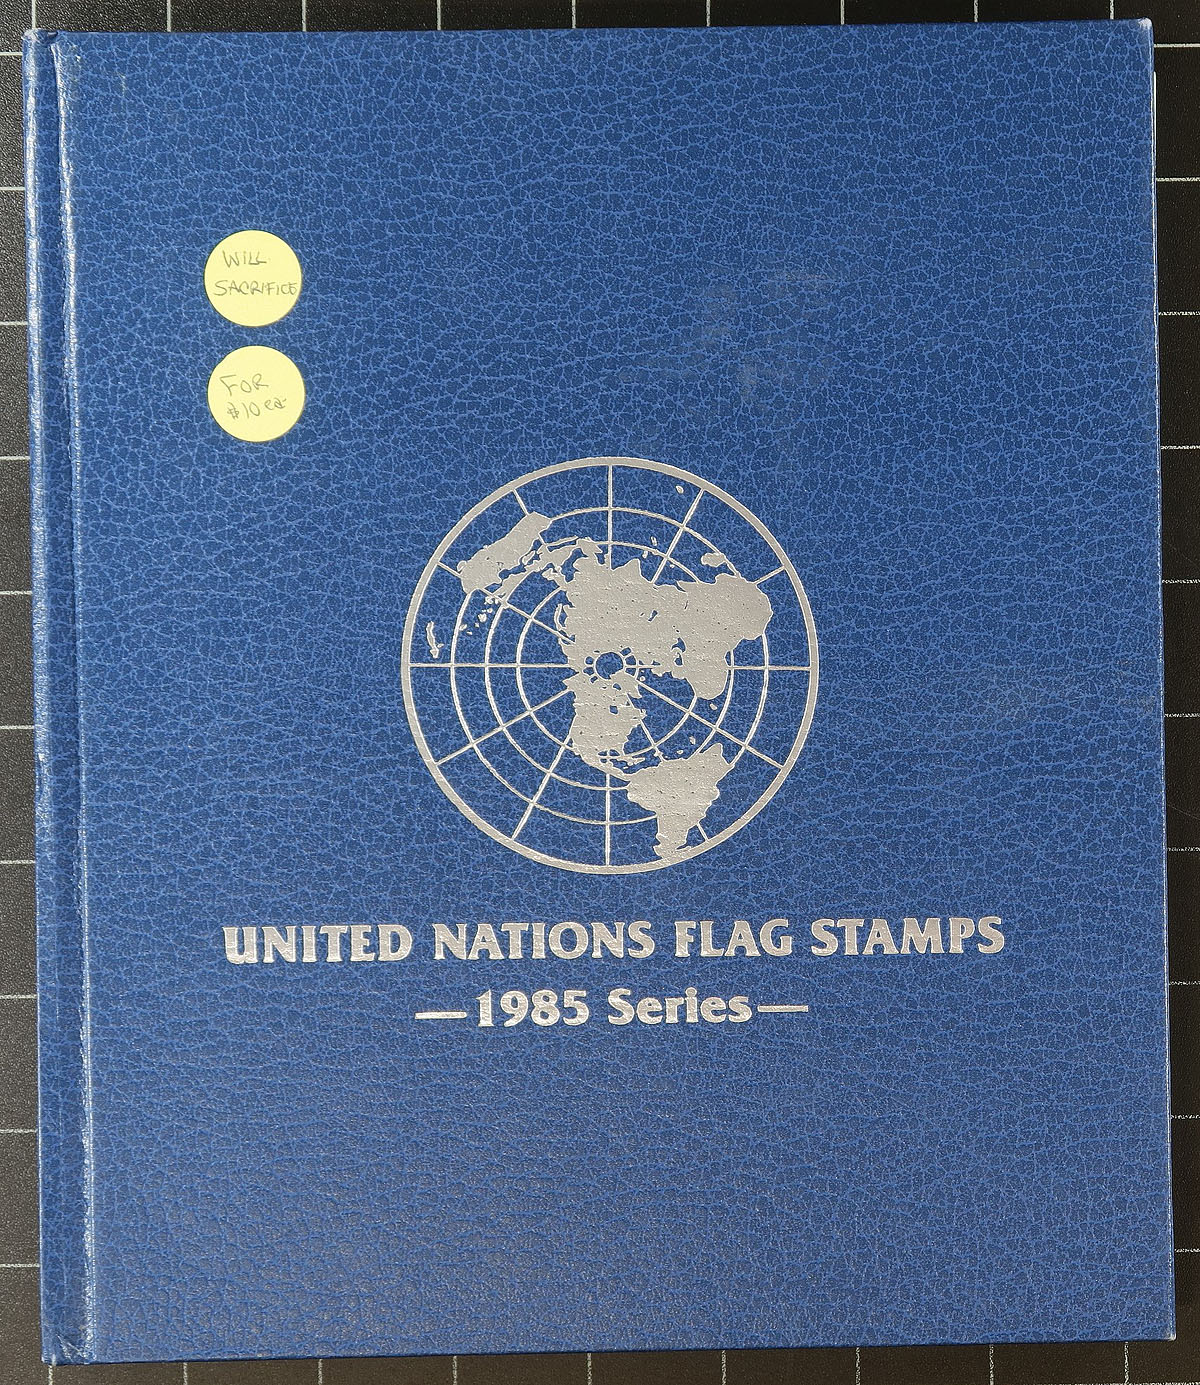 WILL
SACRIFICE
FOR
$10 ea
UNITED NATIONS FLAG STAMPS
—1985 Series—